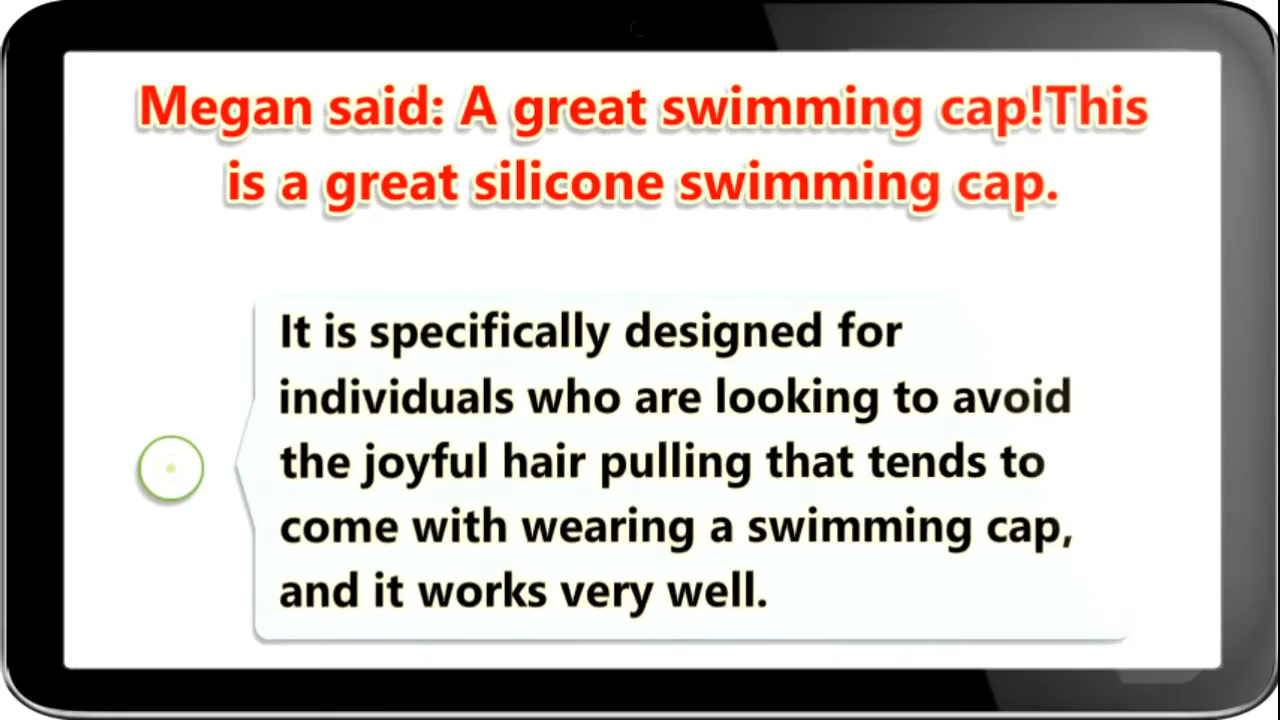 Megan said: A great swimming cap!This
is a great silicone swimming cap.
It is specifically designed for
individuals who are looking to avoid
the joyful hair pulling that tends to
come with wearing a swimming cap,
and it works very well.